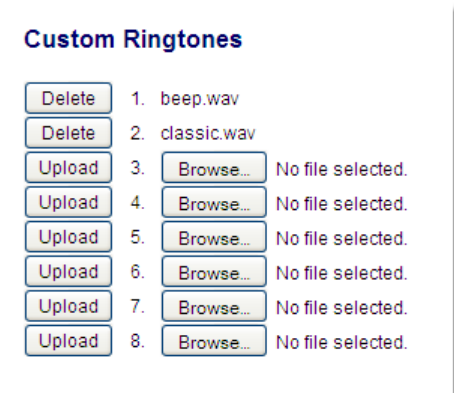 Custom Ringtones
Delete 1. beep.wav
Delete 2. classic.wav
Upload 3. Browse... No file selected.
Upload 4. Browse... No file selected.
Upload 5. Browse... No file selected.
Upload 6. Browse... No file selected.
Upload 7. Browse... No file selected.
Upload 8. Browse... No file selected.